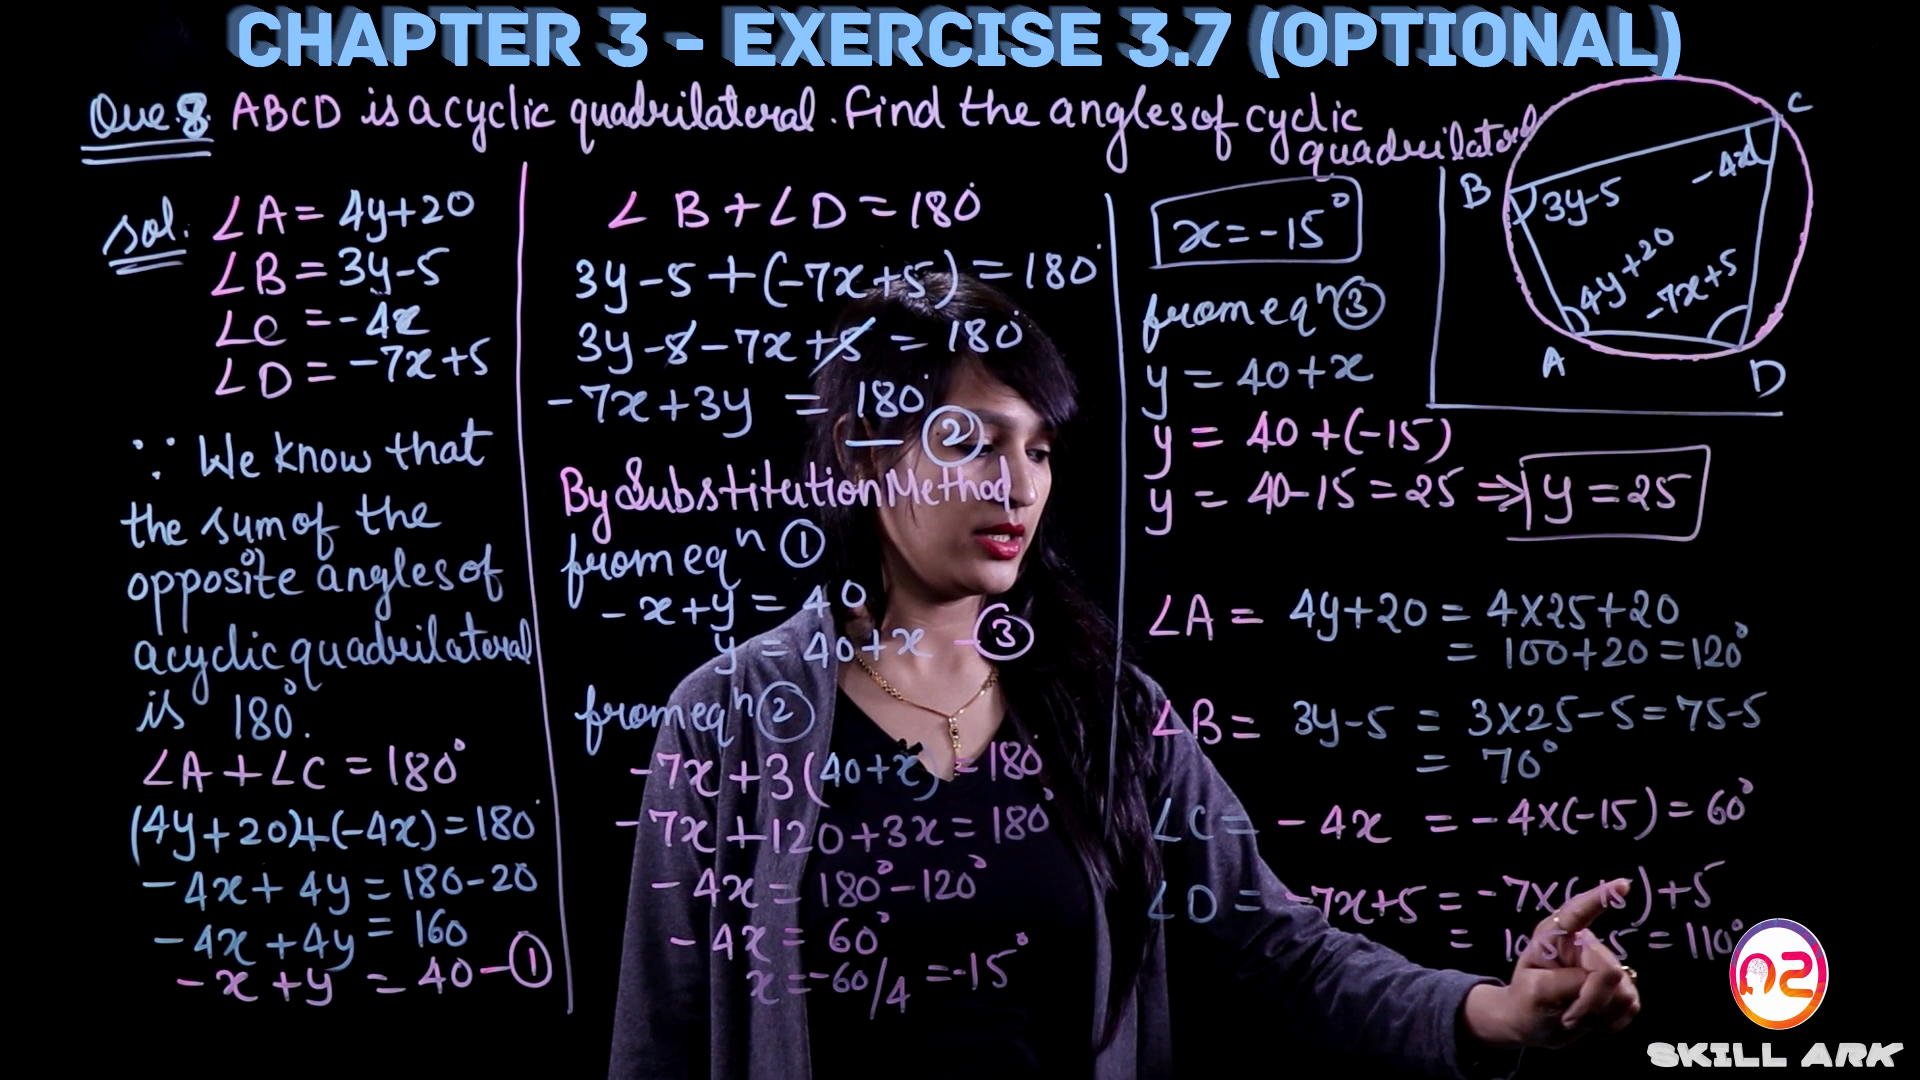 CHAPTER 3 - EXERCISE 3.7 (OPTIONAL)
Que.8. ABCD is a cyclic quadrilateral. Find the angles of cyclic
quadrilateral
Sol. ∠A = 4y+20
∠B = 3y-5
∠C = -4x
∠D = -7x+5
∵ We know that
the sum of the
opposite angles of
a cyclic quadrilateral
is 180°.
∠A + ∠C = 180°
(4y+20)+(-4x)=180°
-4x+4y = 180-20
-4x+4y = 160
-x+y = 40 - ①
∠B+∠D = 180°
3y-5+(-7x+5)=180°
3y-5-7x+5 = 180°
-7x+3y = 180°
— ②
By Substitution Method
from eqⁿ ①
-x+y = 40
y = 40+x - ③
from eqⁿ ②
-7x+3(40+x) = 180°
-7x+120+3x = 180°
-4x = 180°-120°
-4x = 60°
x = -60/4 = -15°
x = -15°
from eqⁿ ③
y = 40+x
y = 40+(-15)
y = 40-15 = 25 ⇒ y = 25
∠A = 4y+20 = 4x25+20
= 100+20 = 120°
∠B = 3y-5 = 3x25-5 = 75-5
= 70°
∠C = -4x = -4x(-15) = 60°
∠D = -7x+5 = -7x(-15)+5
= 105+5 = 110°
C
-4x
B
3y-5
4y+20
-7x+5
A
D
SKILL ARK